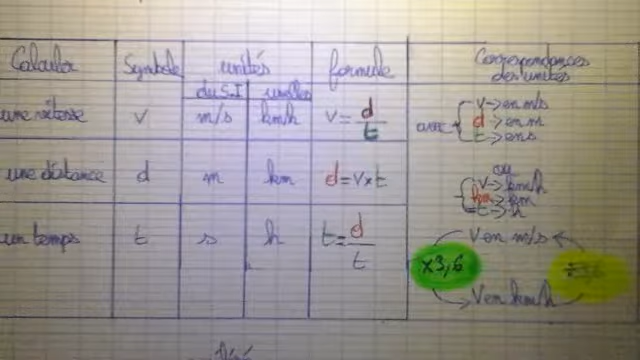 Calculer Symbole unités formule Correspondances
des unités
du S.I usuelles
une vitesse v m/s km/h v = d/t avec v → en m/s
d → en m
t → en s
une distance d m km d = v × t ou
v → km/h
km → km
t → h
un temps t s h t = d/t V en m/s
×3,6 ÷3,6
V en km/h